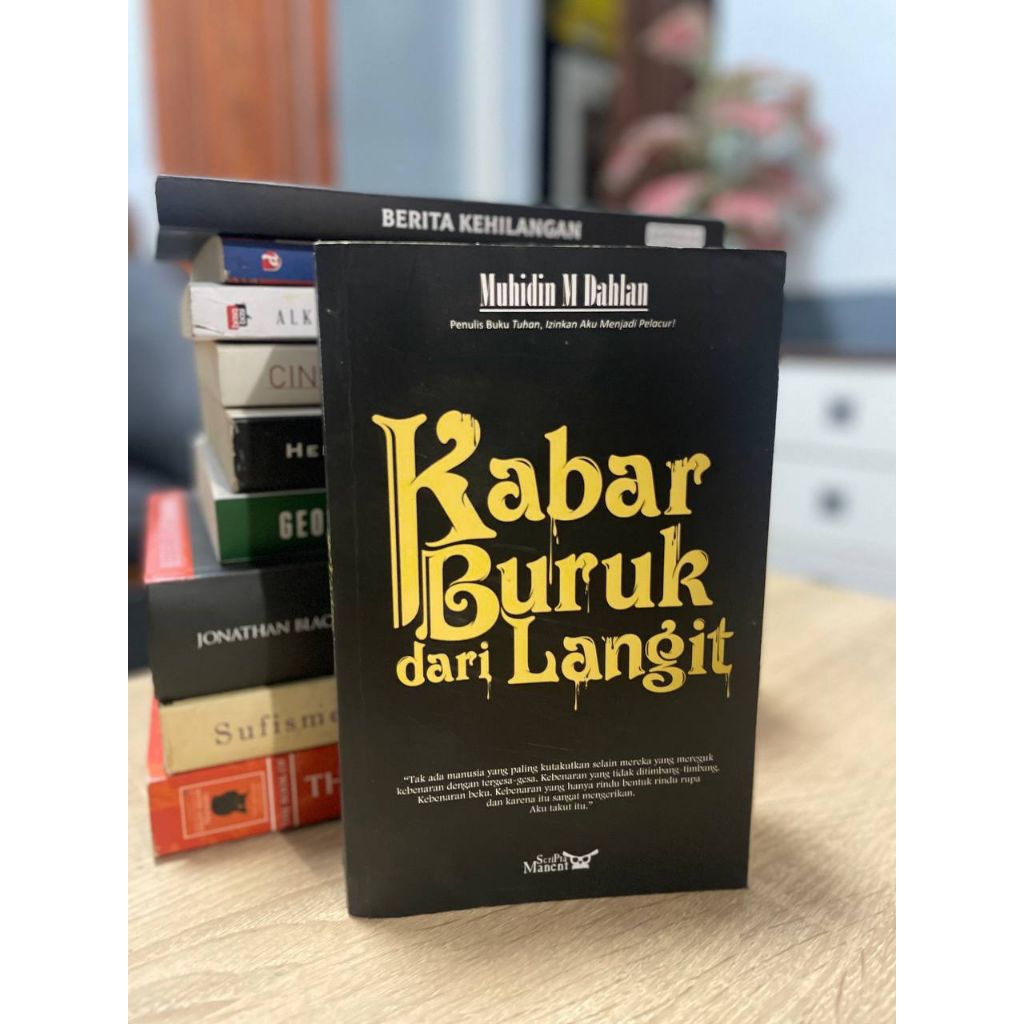 BERITA KEHILANGAN
ALK
CIN
HE
GEO
JONATHAN BLAC
Sufisme
TH
Muhidin M Dahlan
Penulis Buku Tuhan, Izinkan Aku Menjadi Pelacur!
Kabar
Buruk
dari Langit
“Tak ada manusia yang paling kutakutkan selain mereka yang mereguk
kebenaran dengan tergesa-gesa. Kebenaran yang tidak ditimbang-timbang.
Kebenaran beku. Kebenaran yang hanya rindu bentuk rindu rupa
dan karena itu sangat mengerikan.
Aku takut itu.”
ScriPta
Manent